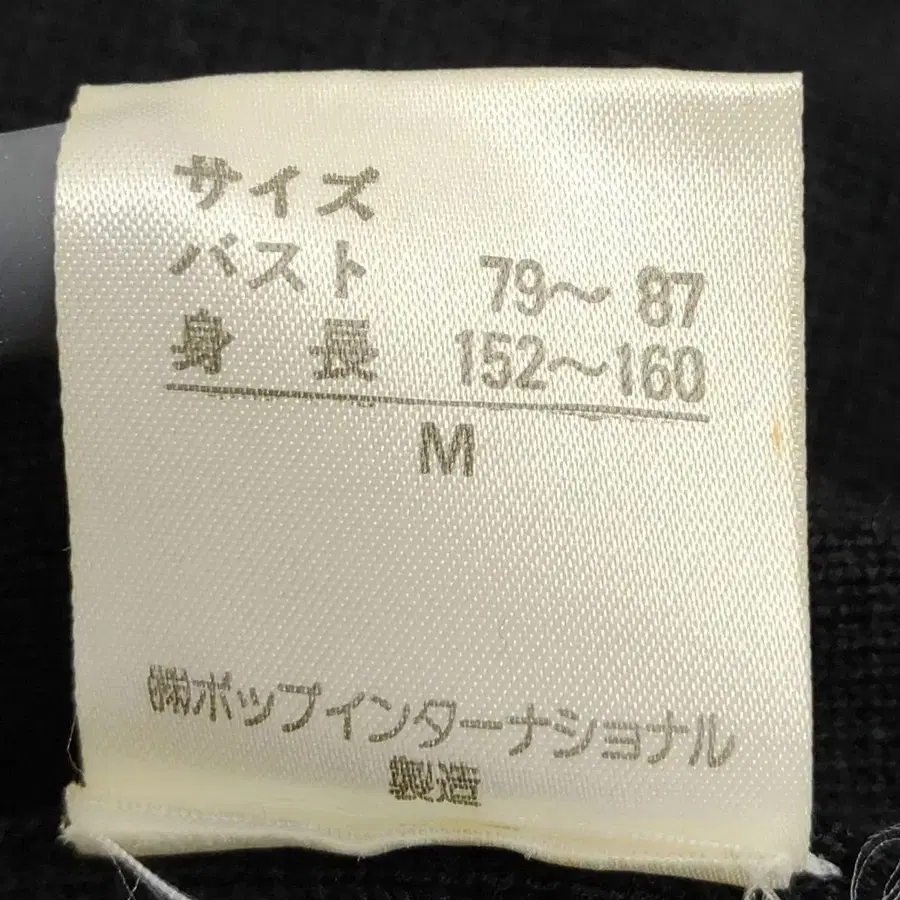 サイズ
バスト 79〜87
身長 152〜160
M
㈱ポップインターナショナル
製造